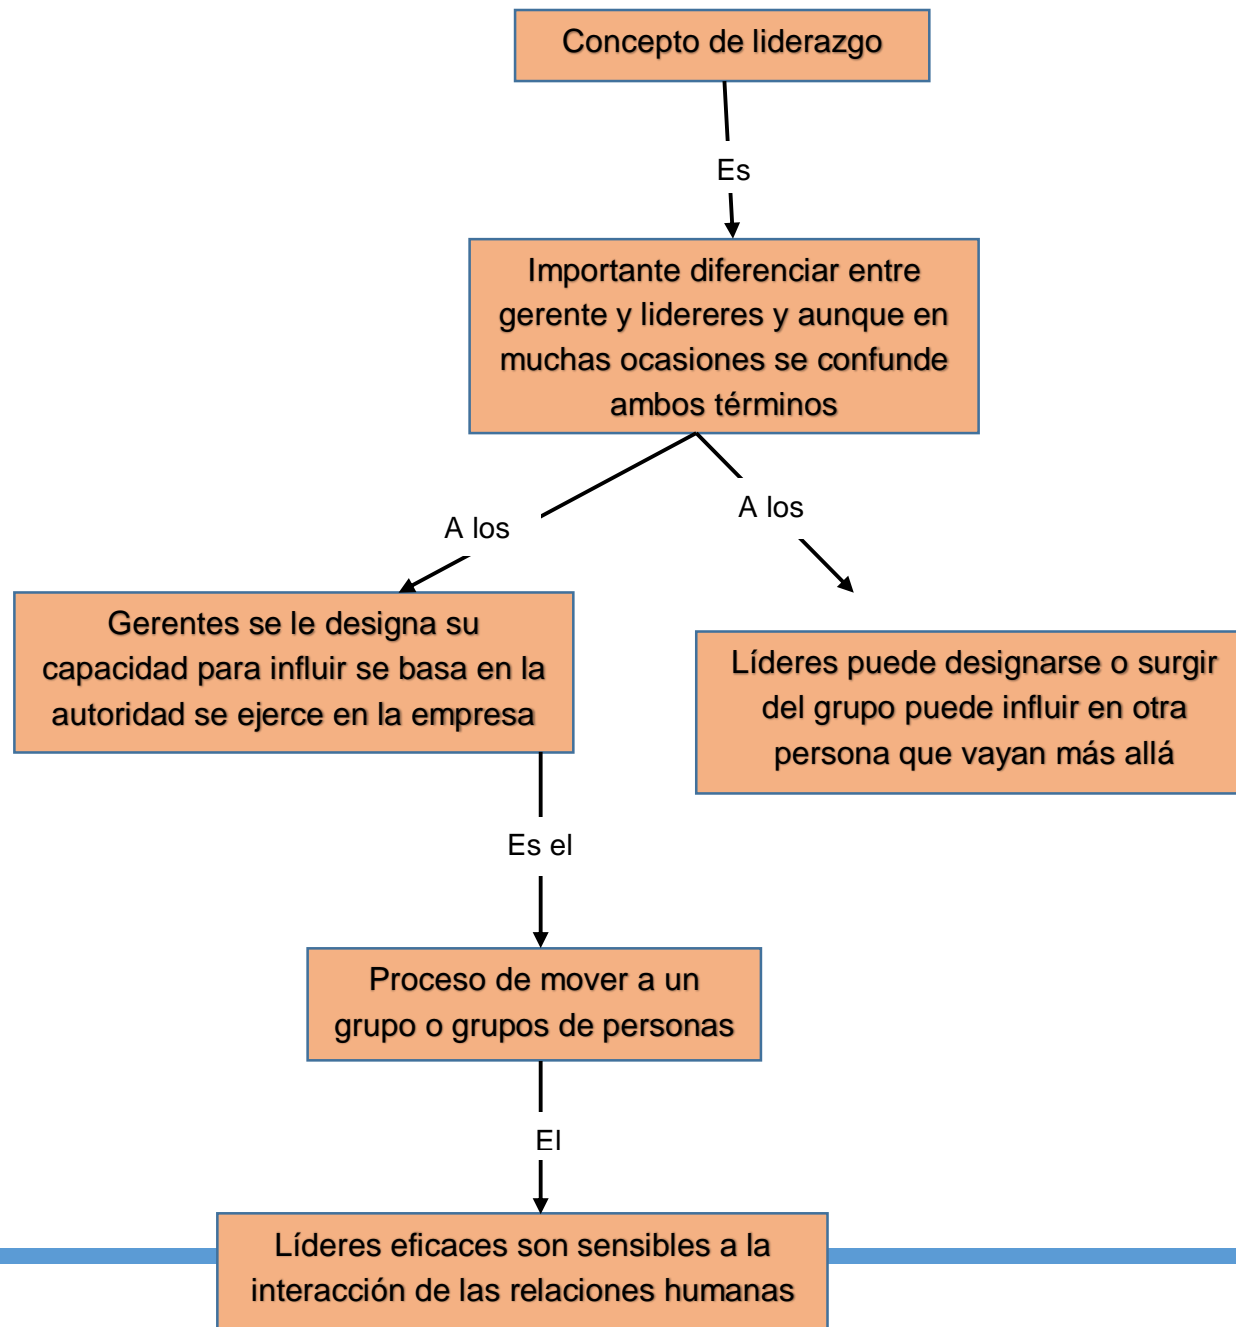 Concepto de liderazgo
Es
Importante diferenciar entre
gerente y lidereres y aunque en
muchas ocasiones se confunde
ambos términos
A los
A los
Gerentes se le designa su
capacidad para influir se basa en la
autoridad se ejerce en la empresa
Líderes puede designarse o surgir
del grupo puede influir en otra
persona que vayan más allá
Es el
Proceso de mover a un
grupo o grupos de personas
El
Líderes eficaces son sensibles a la
interacción de las relaciones humanas